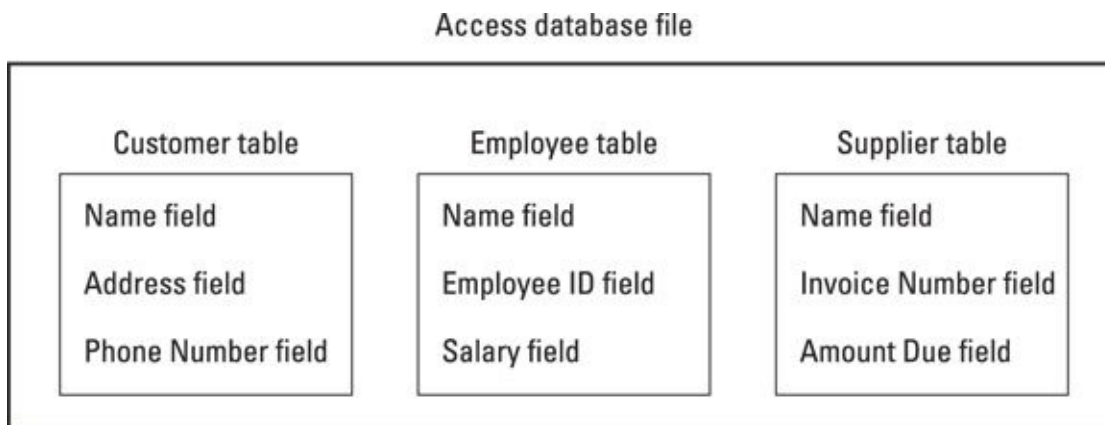 Access database file
Customer table
Name field
Address field
Phone Number field
Employee table
Name field
Employee ID field
Salary field
Supplier table
Name field
Invoice Number field
Amount Due field